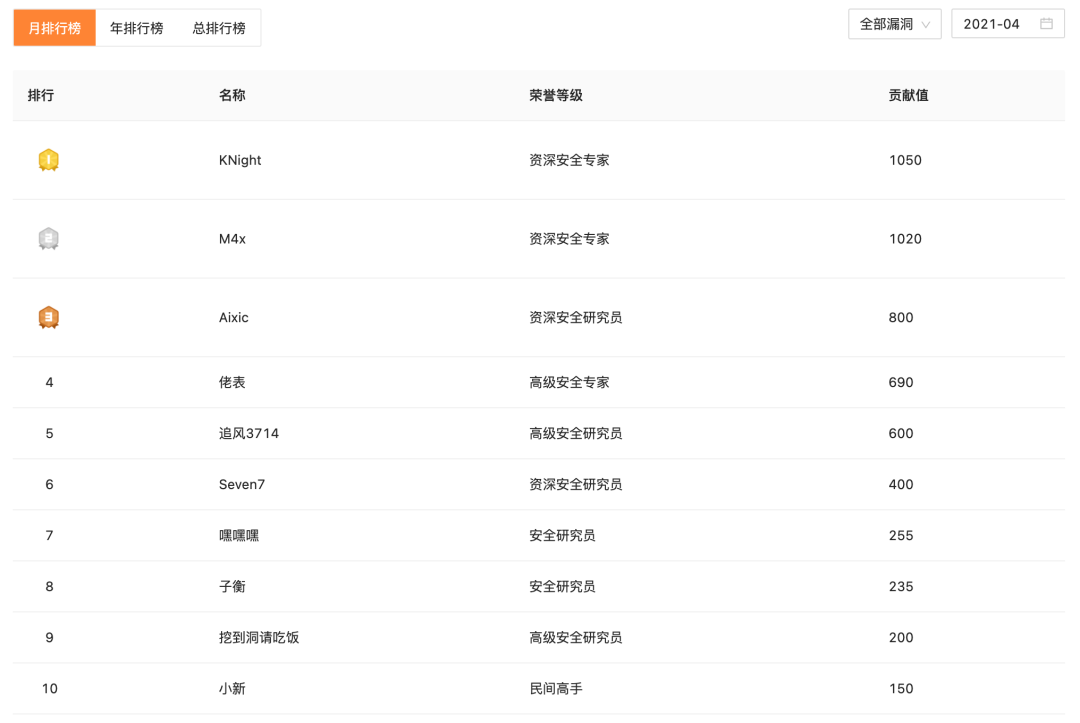 月排行榜 年排行榜 总排行榜 全部漏洞 2021-04
排行 名称 荣誉等级 贡献值
1 KNight 资深安全专家 1050
2 M4x 资深安全专家 1020
3 Aixic 资深安全研究员 800
4 佬表 高级安全专家 690
5 追风3714 高级安全研究员 600
6 Seven7 资深安全研究员 400
7 嘿嘿嘿 安全研究员 255
8 子衡 安全研究员 235
9 挖到洞请吃饭 高级安全研究员 200
10 小新 民间高手 150